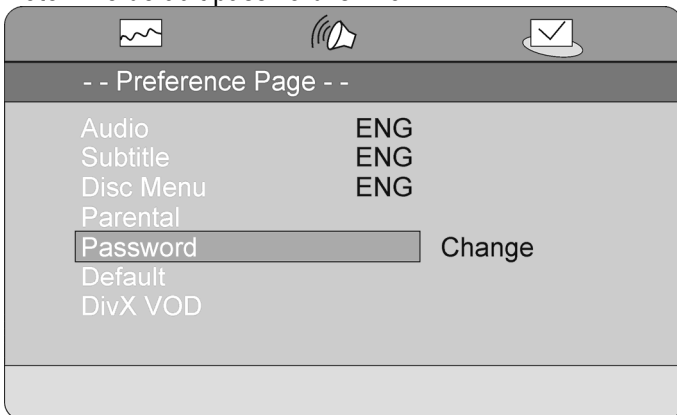 - - Preference Page - -
Audio ENG
Subtitle ENG
Disc Menu ENG
Parental
Password Change
Default
DivX VOD